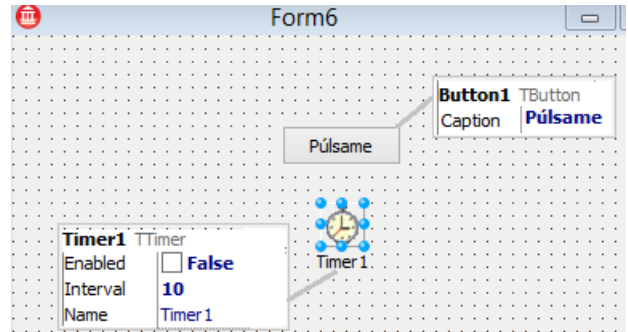 Form6
Button1 TButton
Caption Púlsame
Púlsame
Timer1
Timer1 TTimer
Enabled False
Interval 10
Name Timer1